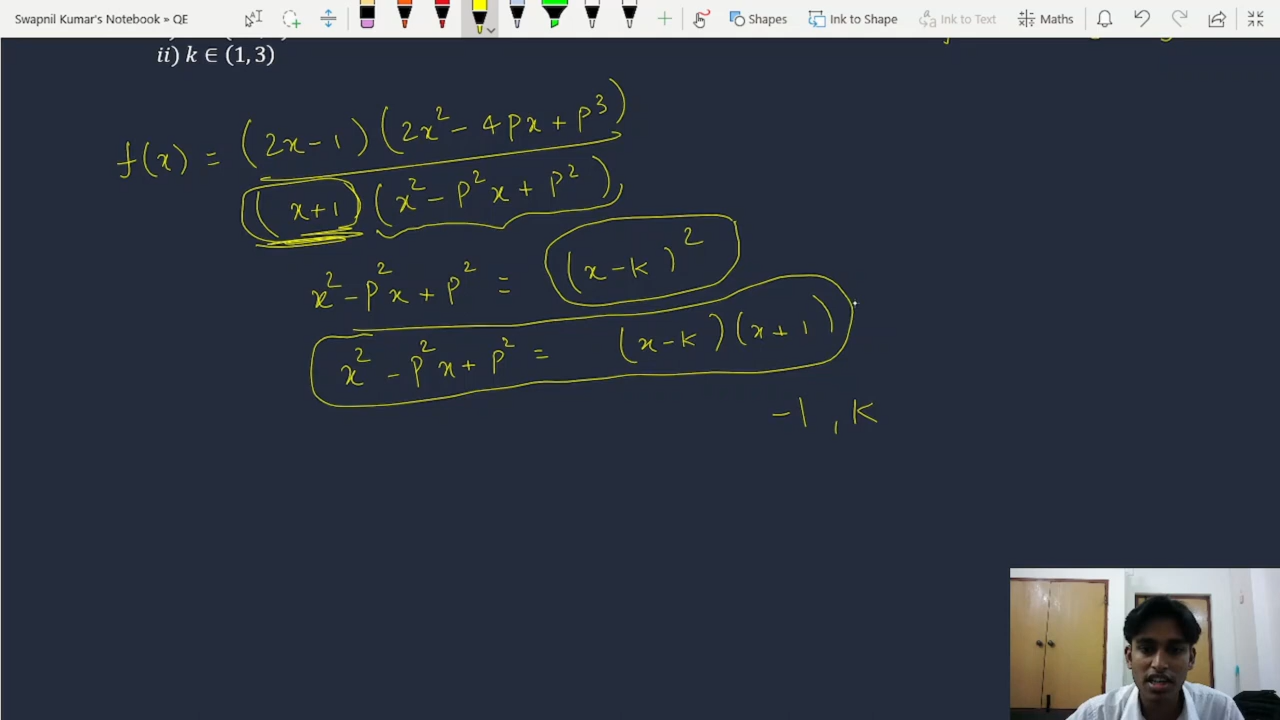 Swapnil Kumar's Notebook » QE
Shapes
Ink to Shape
Ink to Text
Maths
ii) k ∈ (1, 3)
f(x) = (2x-1)(2x² - 4px + p³)
(x+1)(x² - p²x + p²),
x² - p²x + p² = (x-k)²
x² - p²x + p² = (x-k)(x+1)
-1, k